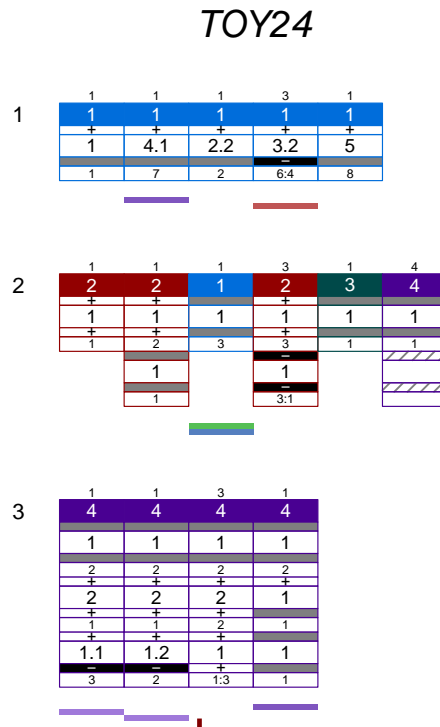 TOY24
1 1 1 3 1
1 1 1 1 1 1
+ + + + +
1 4.1 2.2 3.2 5
−
1 7 2 6:4 8
1 1 1 3 1 4
2 2 2 1 2 3 4
+ + +
1 1 1 1 1 1
+ + +
1 2 3 3 1 1
−
1 1
−
1 3:1
1 1 3 1
3 4 4 4 4
1 1 1 1
2 2 2 2
+ + + +
2 2 2 1
+ + +
1 1 2 1
+ + +
1.1 1.2 1 1
− − +
3 2 1:3 1